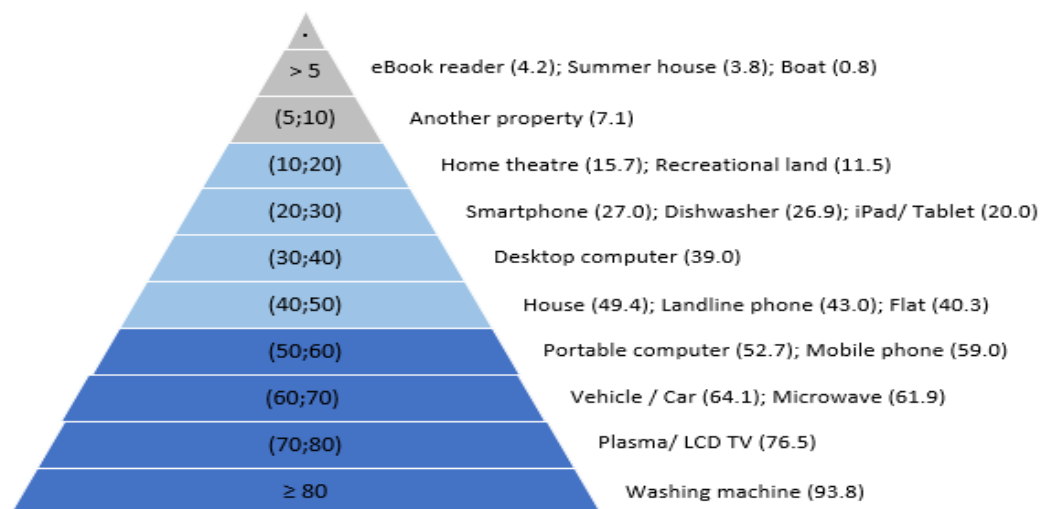 .
> 5 eBook reader (4.2); Summer house (3.8); Boat (0.8)
(5;10) Another property (7.1)
(10;20) Home theatre (15.7); Recreational land (11.5)
(20;30) Smartphone (27.0); Dishwasher (26.9); iPad/ Tablet (20.0)
(30;40) Desktop computer (39.0)
(40;50) House (49.4); Landline phone (43.0); Flat (40.3)
(50;60) Portable computer (52.7); Mobile phone (59.0)
(60;70) Vehicle / Car (64.1); Microwave (61.9)
(70;80) Plasma/ LCD TV (76.5)
≥ 80 Washing machine (93.8)